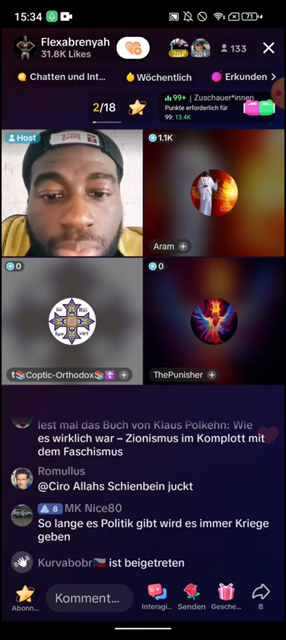 15:34
71
Flexabrenyah
31.8K Likes
133
Chatten und Int...
Wöchentlich
Erkunden
2/18
99+ | Zuschauer*innen
Punkte erforderlich für
99: 13.4K
Host
1.1K
Aram
0
Coptic-Orthodox
0
ThePunisher
lest mal das Buch von Klaus Polkehn: Wie
es wirklich war – Zionismus im Komplott mit
dem Faschismus
Romullus
@Ciro Allahs Schienbein juckt
8 MK Nice80
So lange es Politik gibt wird es immer Kriege
geben
Kurvabobr🇨🇿 ist beigetreten
Komment...
Abonn...
Interagi...
Senden
Gesche...
8